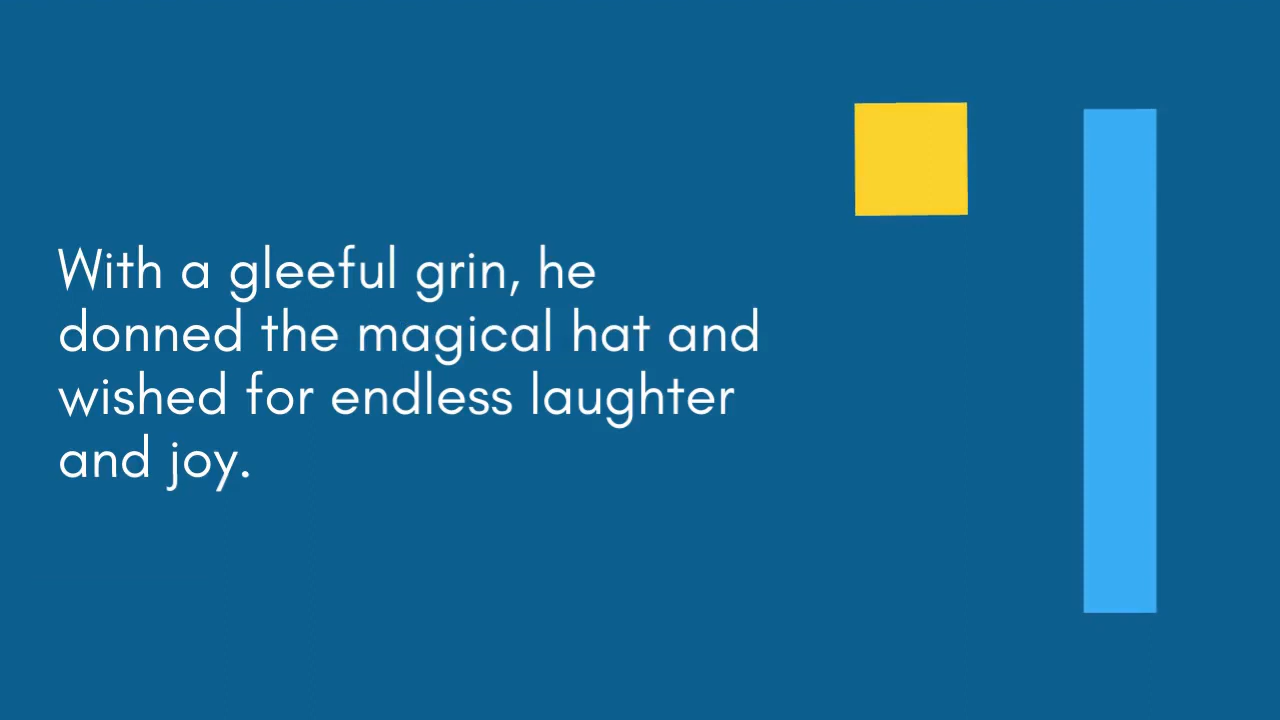 With a gleeful grin, he
donned the magical hat and
wished for endless laughter
and joy.